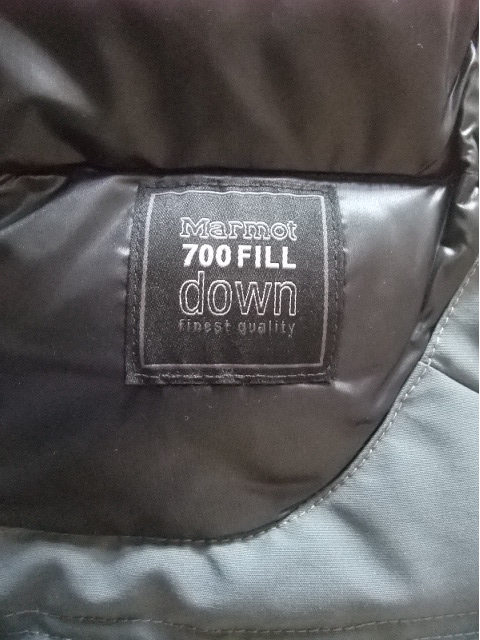 Marmot
700 FILL
down
finest quality